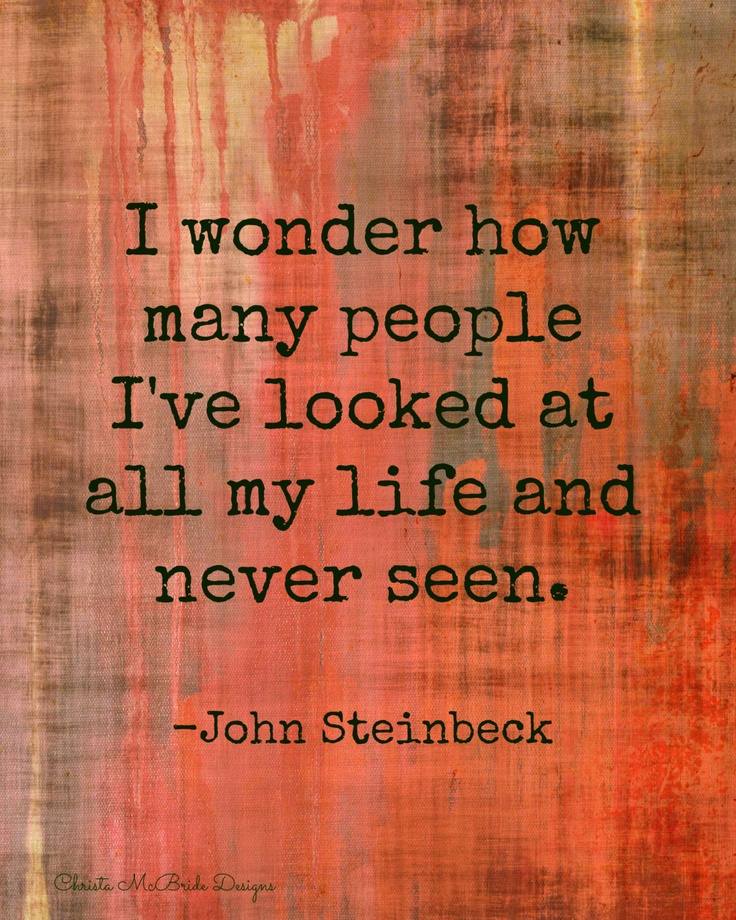 I wonder how
many people
I've looked at
all my life and
never seen.
-John Steinbeck
Christa McBride Designs